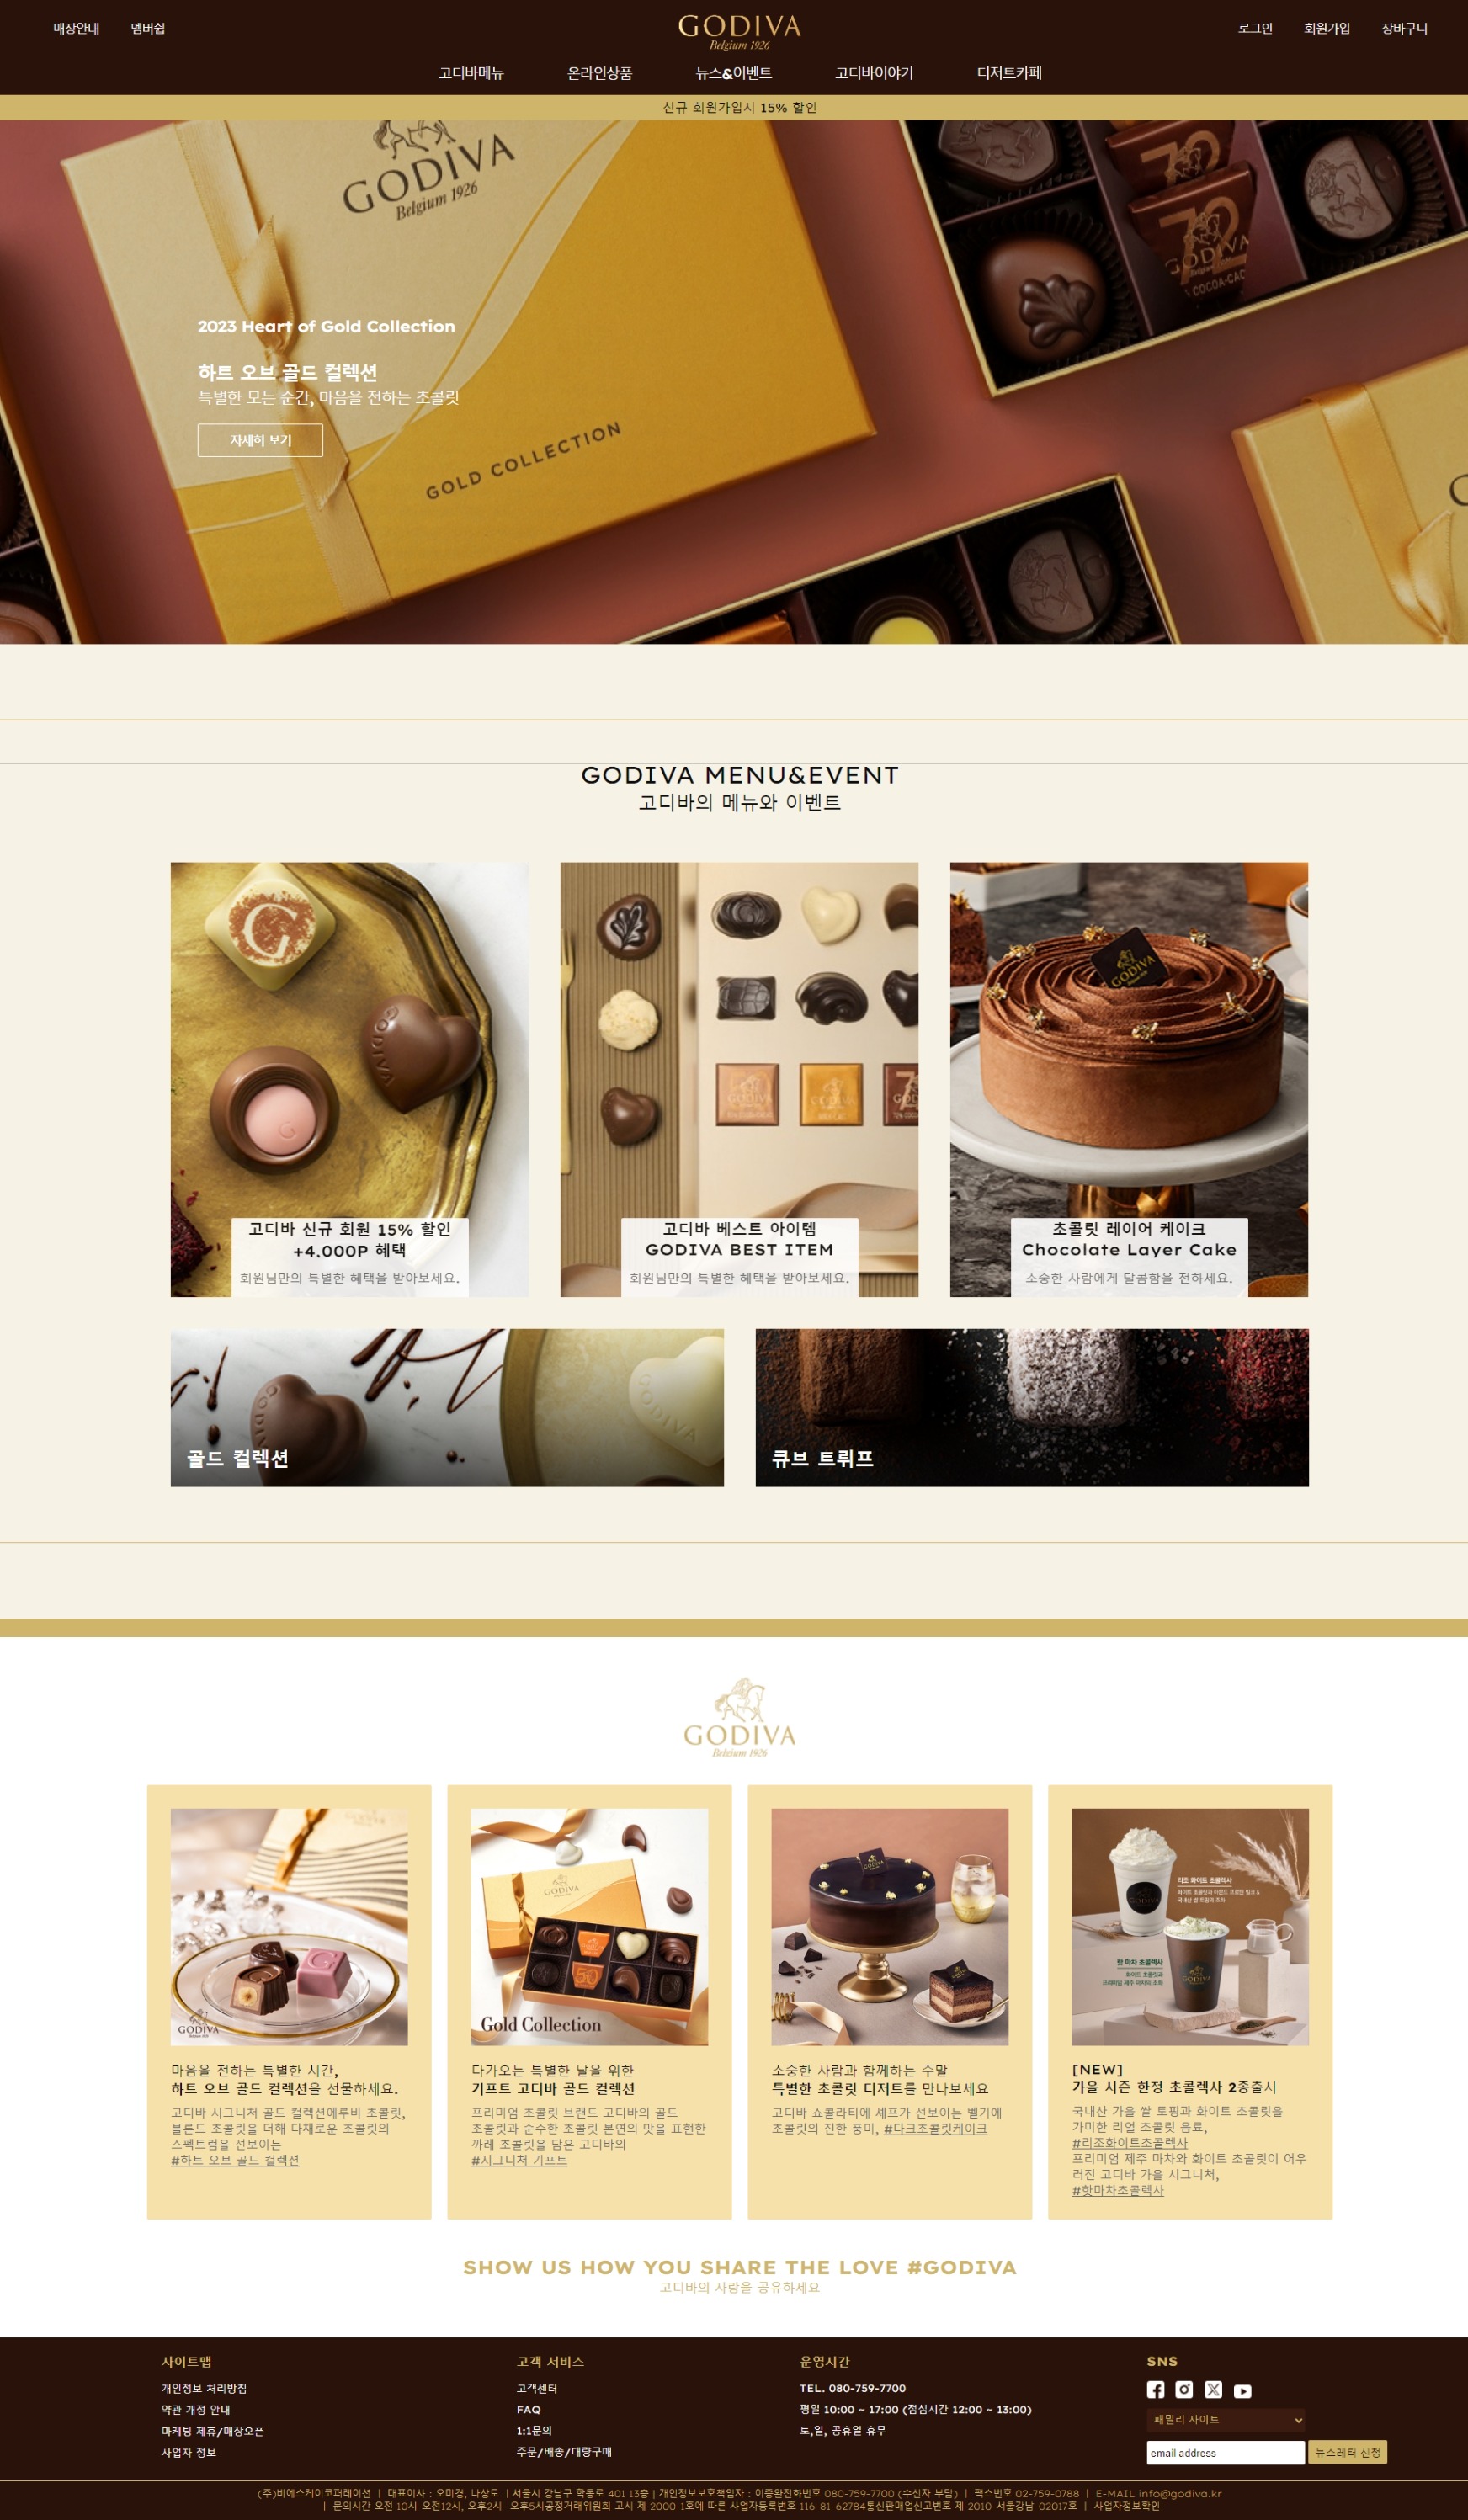 매장안내
멤버쉽
GODIVA
Belgium 1926
로그인
회원가입
장바구니
고디바메뉴
온라인상품
뉴스&이벤트
고디바이야기
디저트카페
신규 회원가입시 15% 할인
GODIVA
Belgium 1926
2023 Heart of Gold Collection
하트 오브 골드 컬렉션
특별한 모든 순간, 마음을 전하는 초콜릿
자세히 보기
GOLD COLLECTION
GODIVA MENU&EVENT
고디바의 메뉴와 이벤트
고디바 신규 회원 15% 할인
+4,000P 혜택
회원님만의 특별한 혜택을 받아보세요.
고디바 베스트 아이템
GODIVA BEST ITEM
회원님만의 특별한 혜택을 받아보세요.
초콜릿 레이어 케이크
Chocolate Layer Cake
소중한 사람에게 달콤함을 전하세요.
골드 컬렉션
큐브 트뤼프
GODIVA
Belgium 1926
GODIVA
Gold Collection
리조 화이트 초콜렉사
핫 마차 초콜렉사
마음을 전하는 특별한 시간,
하트 오브 골드 컬렉션을 선물하세요.
고디바 시그니처 골드 컬렉션에루비 초콜릿,
블론드 초콜릿을 더해 다채로운 초콜릿의
스펙트럼을 선보이는
#하트 오브 골드 컬렉션
다가오는 특별한 날을 위한
기프트 고디바 골드 컬렉션
프리미엄 초콜릿 브랜드 고디바의 골드
초콜릿과 순수한 초콜릿 본연의 맛을 표현한
까레 초콜릿을 담은 고디바의
#시그니처 기프트
소중한 사람과 함께하는 주말
특별한 초콜릿 디저트를 만나보세요
고디바 쇼콜라티에 셰프가 선보이는 벨기에
초콜릿의 진한 풍미, #다크초콜릿케이크
[NEW]
가을 시즌 한정 초콜렉사 2종출시
국내산 가을 쌀 토핑과 화이트 초콜릿을
가미한 리얼 초콜릿 음료,
#리조화이트초콜렉사
프리미엄 제주 마차와 화이트 초콜릿이 어우
러진 고디바 가을 시그니처,
#핫마차초콜렉사
SHOW US HOW YOU SHARE THE LOVE #GODIVA
고디바의 사랑을 공유하세요
사이트맵
개인정보 처리방침
약관 개정 안내
마케팅 제휴/매장오픈
사업자 정보
고객 서비스
고객센터
FAQ
1:1문의
주문/배송/대량구매
운영시간
TEL. 080-759-7700
평일 10:00 ~ 17:00 (점심시간 12:00 ~ 13:00)
토,일, 공휴일 휴무
SNS
패밀리 사이트
email address
뉴스레터 신청
(주)비에스케이코퍼레이션 | 대표이사 : 오미경, 나상도 | 서울시 강남구 학동로 401 13층 | 개인정보보호책임자 : 이종완전화번호 080-759-7700 (수신자 부담) | 팩스번호 02-759-0788 | E-MAIL info@godiva.kr
| 문의시간 오전 10시-오전12시, 오후2시- 오후5시공정거래위원회 고시 제 2000-1호에 따른 사업자등록번호 116-81-62784통신판매업신고번호 제 2010-서울강남-02017호 | 사업자정보확인